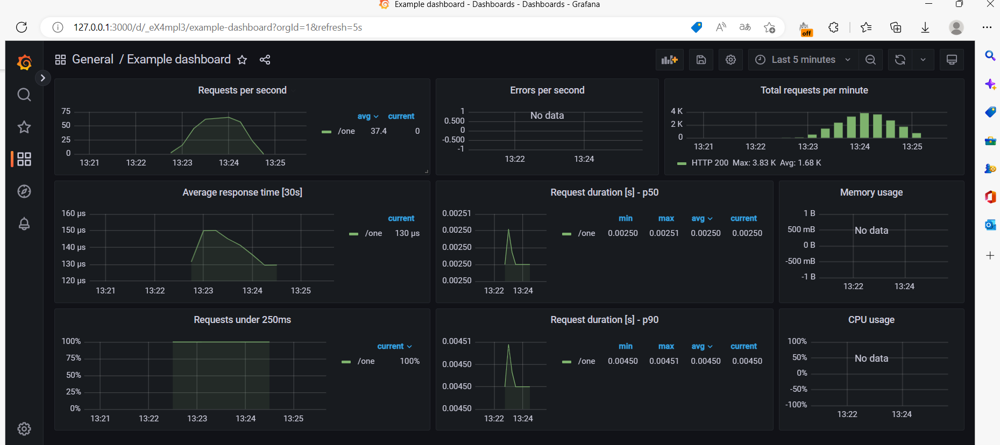 Example dashboard - Dashboards - Dashboards - Grafana
127.0.0.1:3000/d/_eX4mpl3/example-dashboard?orgId=1&refresh=5s
A
aあ
off
General / Example dashboard
Last 5 minutes
Requests per second
75
50
25
0
13:21 13:22 13:23 13:24 13:25
avg current
/one 37.4 0
Errors per second
1
0.500
0
-0.500
-1
No data
13:22 13:24
Total requests per minute
4 K
2 K
0
13:21 13:22 13:23 13:24 13:25
HTTP 200 Max: 3.83 K Avg: 1.68 K
Average response time [30s]
160 µs
150 µs
140 µs
130 µs
120 µs
13:21 13:22 13:23 13:24 13:25
current
/one 130 µs
Request duration [s] - p50
0.00251
0.00250
0.00250
0.00250
0.00250
13:22 13:24
min max avg current
/one 0.00250 0.00251 0.00250 0.00250
Memory usage
1 B
500 mB
0 B
-500 mB
-1 B
No data
13:22 13:24
Requests under 250ms
100%
75%
50%
25%
0%
13:21 13:22 13:23 13:24 13:25
current
/one 100%
Request duration [s] - p90
0.00451
0.00450
0.00450
0.00450
13:22 13:24
min max avg current
/one 0.00450 0.00451 0.00450 0.00450
CPU usage
100%
50%
0%
-50%
-100%
No data
13:22 13:24